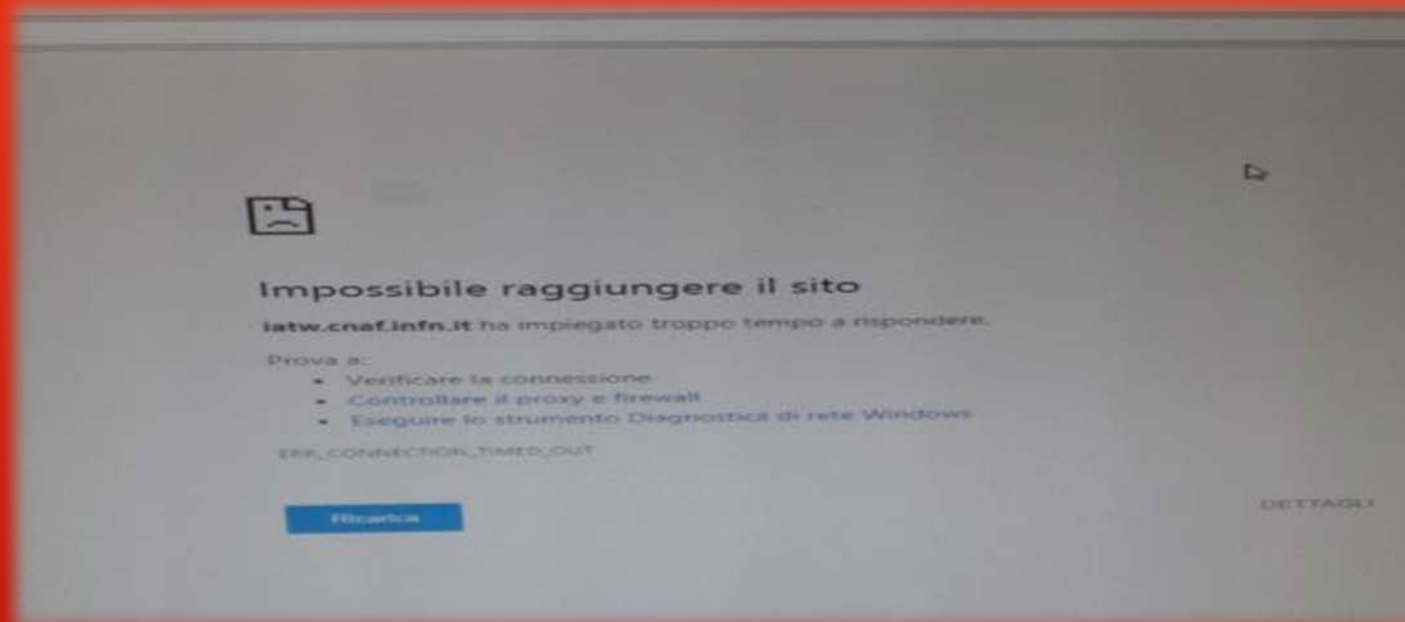 Impossibile raggiungere il sito
iatw.cnaf.infn.it ha impiegato troppo tempo a rispondere.
Prova a:
• Verificare la connessione
• Controllare il proxy e firewall
• Eseguire lo strumento Diagnostica di rete Windows
ERR_CONNECTION_TIMED_OUT
Ricarica
DETTAGLI